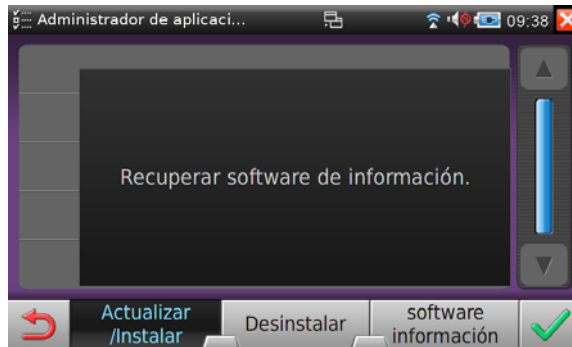 Administrador de aplicaci...
09:38
Recuperar software de información.
Actualizar
/Instalar
Desinstalar
software
información